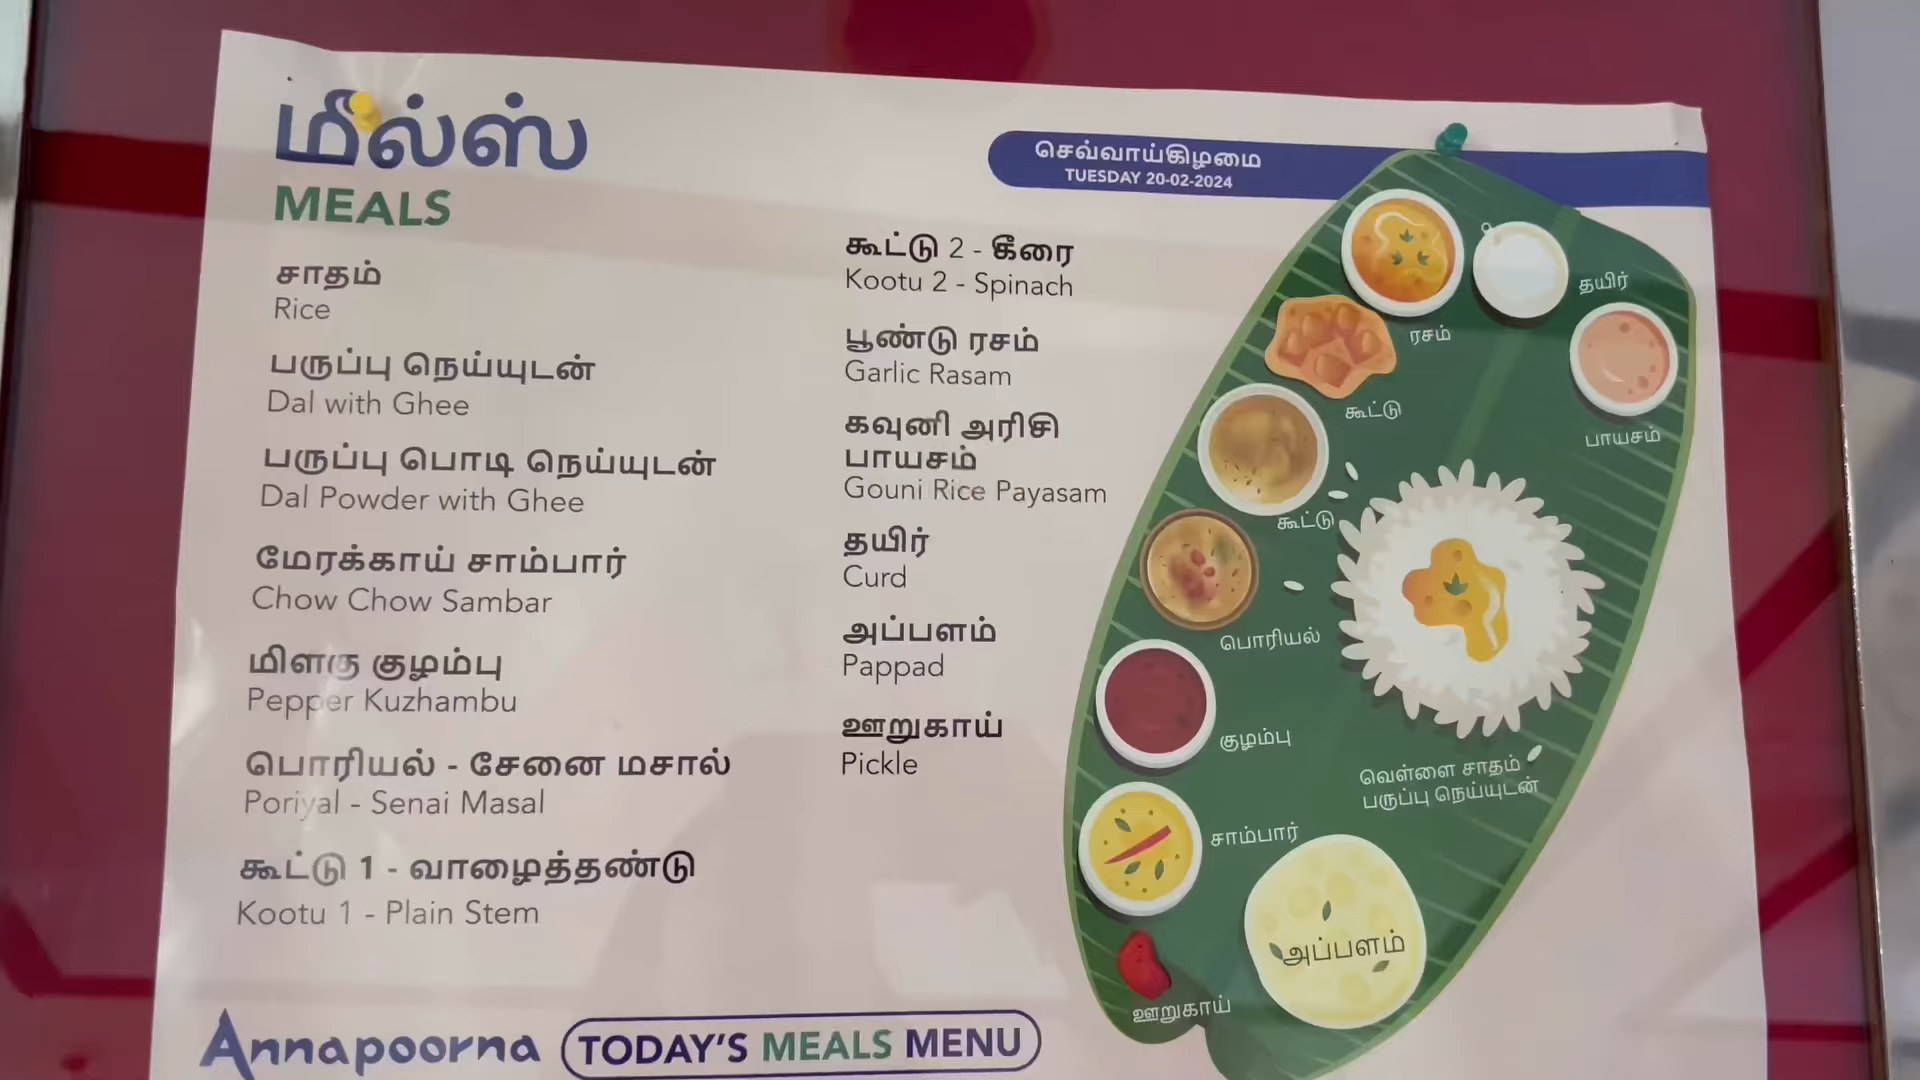 மீல்ஸ்
MEALS
செவ்வாய்கிழமை
TUESDAY 20-02-2024
சாதம்
Rice
பருப்பு நெய்யுடன்
Dal with Ghee
பருப்பு பொடி நெய்யுடன்
Dal Powder with Ghee
மேரக்காய் சாம்பார்
Chow Chow Sambar
மிளகு குழம்பு
Pepper Kuzhambu
பொரியல் - சேனை மசால்
Poriyal - Senai Masal
கூட்டு 1 - வாழைத்தண்டு
Kootu 1 - Plain Stem
கூட்டு 2 - கீரை
Kootu 2 - Spinach
பூண்டு ரசம்
Garlic Rasam
கவுனி அரிசி
பாயசம்
Gouni Rice Payasam
தயிர்
Curd
அப்பளம்
Pappad
ஊறுகாய்
Pickle
தயிர்
ரசம்
கூட்டு
பாயசம்
கூட்டு
பொரியல்
குழம்பு
வெள்ளை சாதம்
பருப்பு நெய்யுடன்
சாம்பார்
அப்பளம்
ஊறுகாய்
Annapoorna
TODAY'S MEALS MENU